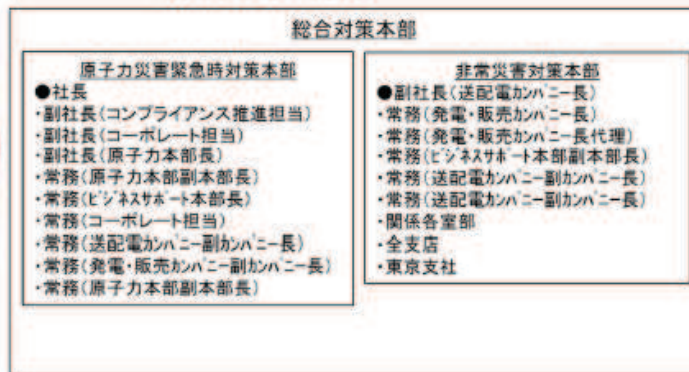 総合対策本部
原子力災害緊急時対策本部
●社長
・副社長(コンプライアンス推進担当)
・副社長(コーポレート担当)
・副社長(原子力本部長)
・常務(原子力本部副本部長)
・常務(ビジネスサポート本部長)
・常務(コーポレート担当)
・常務(送配電カンパニー副カンパニー長)
・常務(発電・販売カンパニー副カンパニー長)
・常務(原子力本部副本部長)
非常災害対策本部
●副社長(送配電カンパニー長)
・常務(発電・販売カンパニー長)
・常務(発電・販売カンパニー長代理)
・常務(ビジネスサポート本部副本部長)
・常務(送配電カンパニー副カンパニー長)
・常務(送配電カンパニー副カンパニー長)
・関係各室部
・全支店
・東京支社